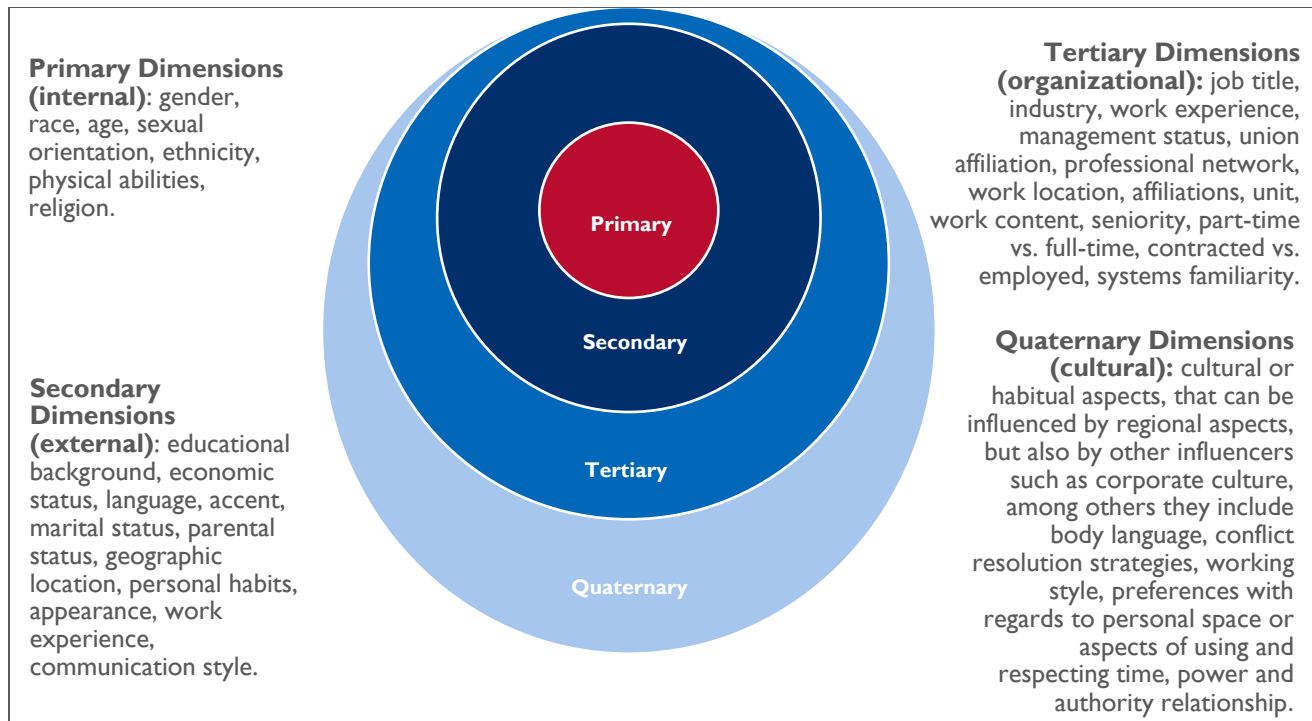 Primary Dimensions
(internal): gender,
race, age, sexual
orientation, ethnicity,
physical abilities,
religion.
Secondary
Dimensions
(external): educational
background, economic
status, language, accent,
marital status, parental
status, geographic
location, personal habits,
appearance, work
experience,
communication style.
Primary
Secondary
Tertiary
Quaternary
Tertiary Dimensions
(organizational): job title,
industry, work experience,
management status, union
affiliation, professional network,
work location, affiliations, unit,
work content, seniority, part-time
vs. full-time, contracted vs.
employed, systems familiarity.
Quaternary Dimensions
(cultural): cultural or
habitual aspects, that can be
influenced by regional aspects,
but also by other influencers
such as corporate culture,
among others they include
body language, conflict
resolution strategies, working
style, preferences with
regards to personal space or
aspects of using and
respecting time, power and
authority relationship.